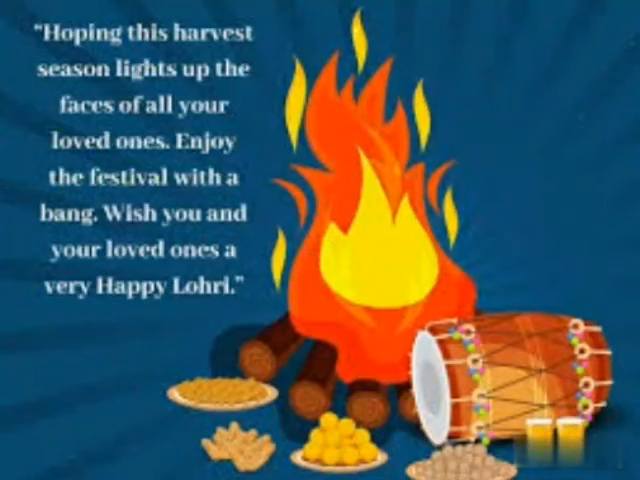 “Hoping this harvest
season lights up the
faces of all your
loved ones. Enjoy
the festival with a
bang. Wish you and
your loved ones a
very Happy Lohri.”